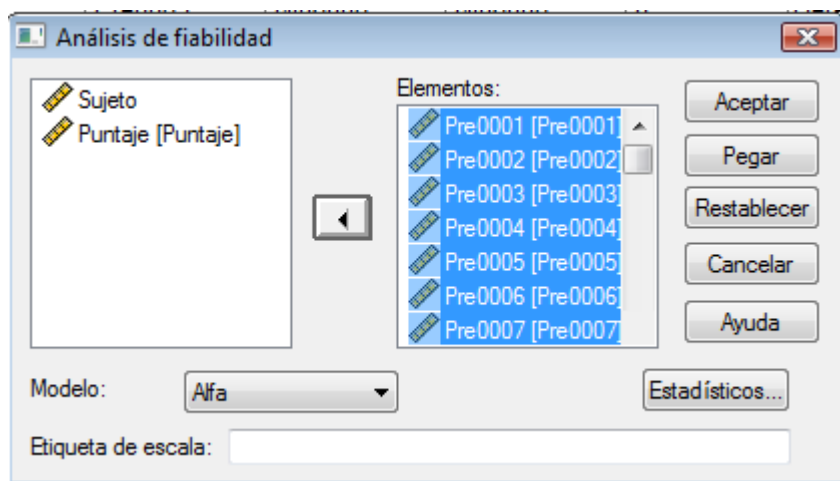 Análisis de fiabilidad
Sujeto
Puntaje [Puntaje]
Elementos:
Pre0001 [Pre0001]
Pre0002 [Pre0002]
Pre0003 [Pre0003]
Pre0004 [Pre0004]
Pre0005 [Pre0005]
Pre0006 [Pre0006]
Pre0007 [Pre0007]
Aceptar
Pegar
Restablecer
Cancelar
Ayuda
Modelo:
Alfa
Estadísticos...
Etiqueta de escala: